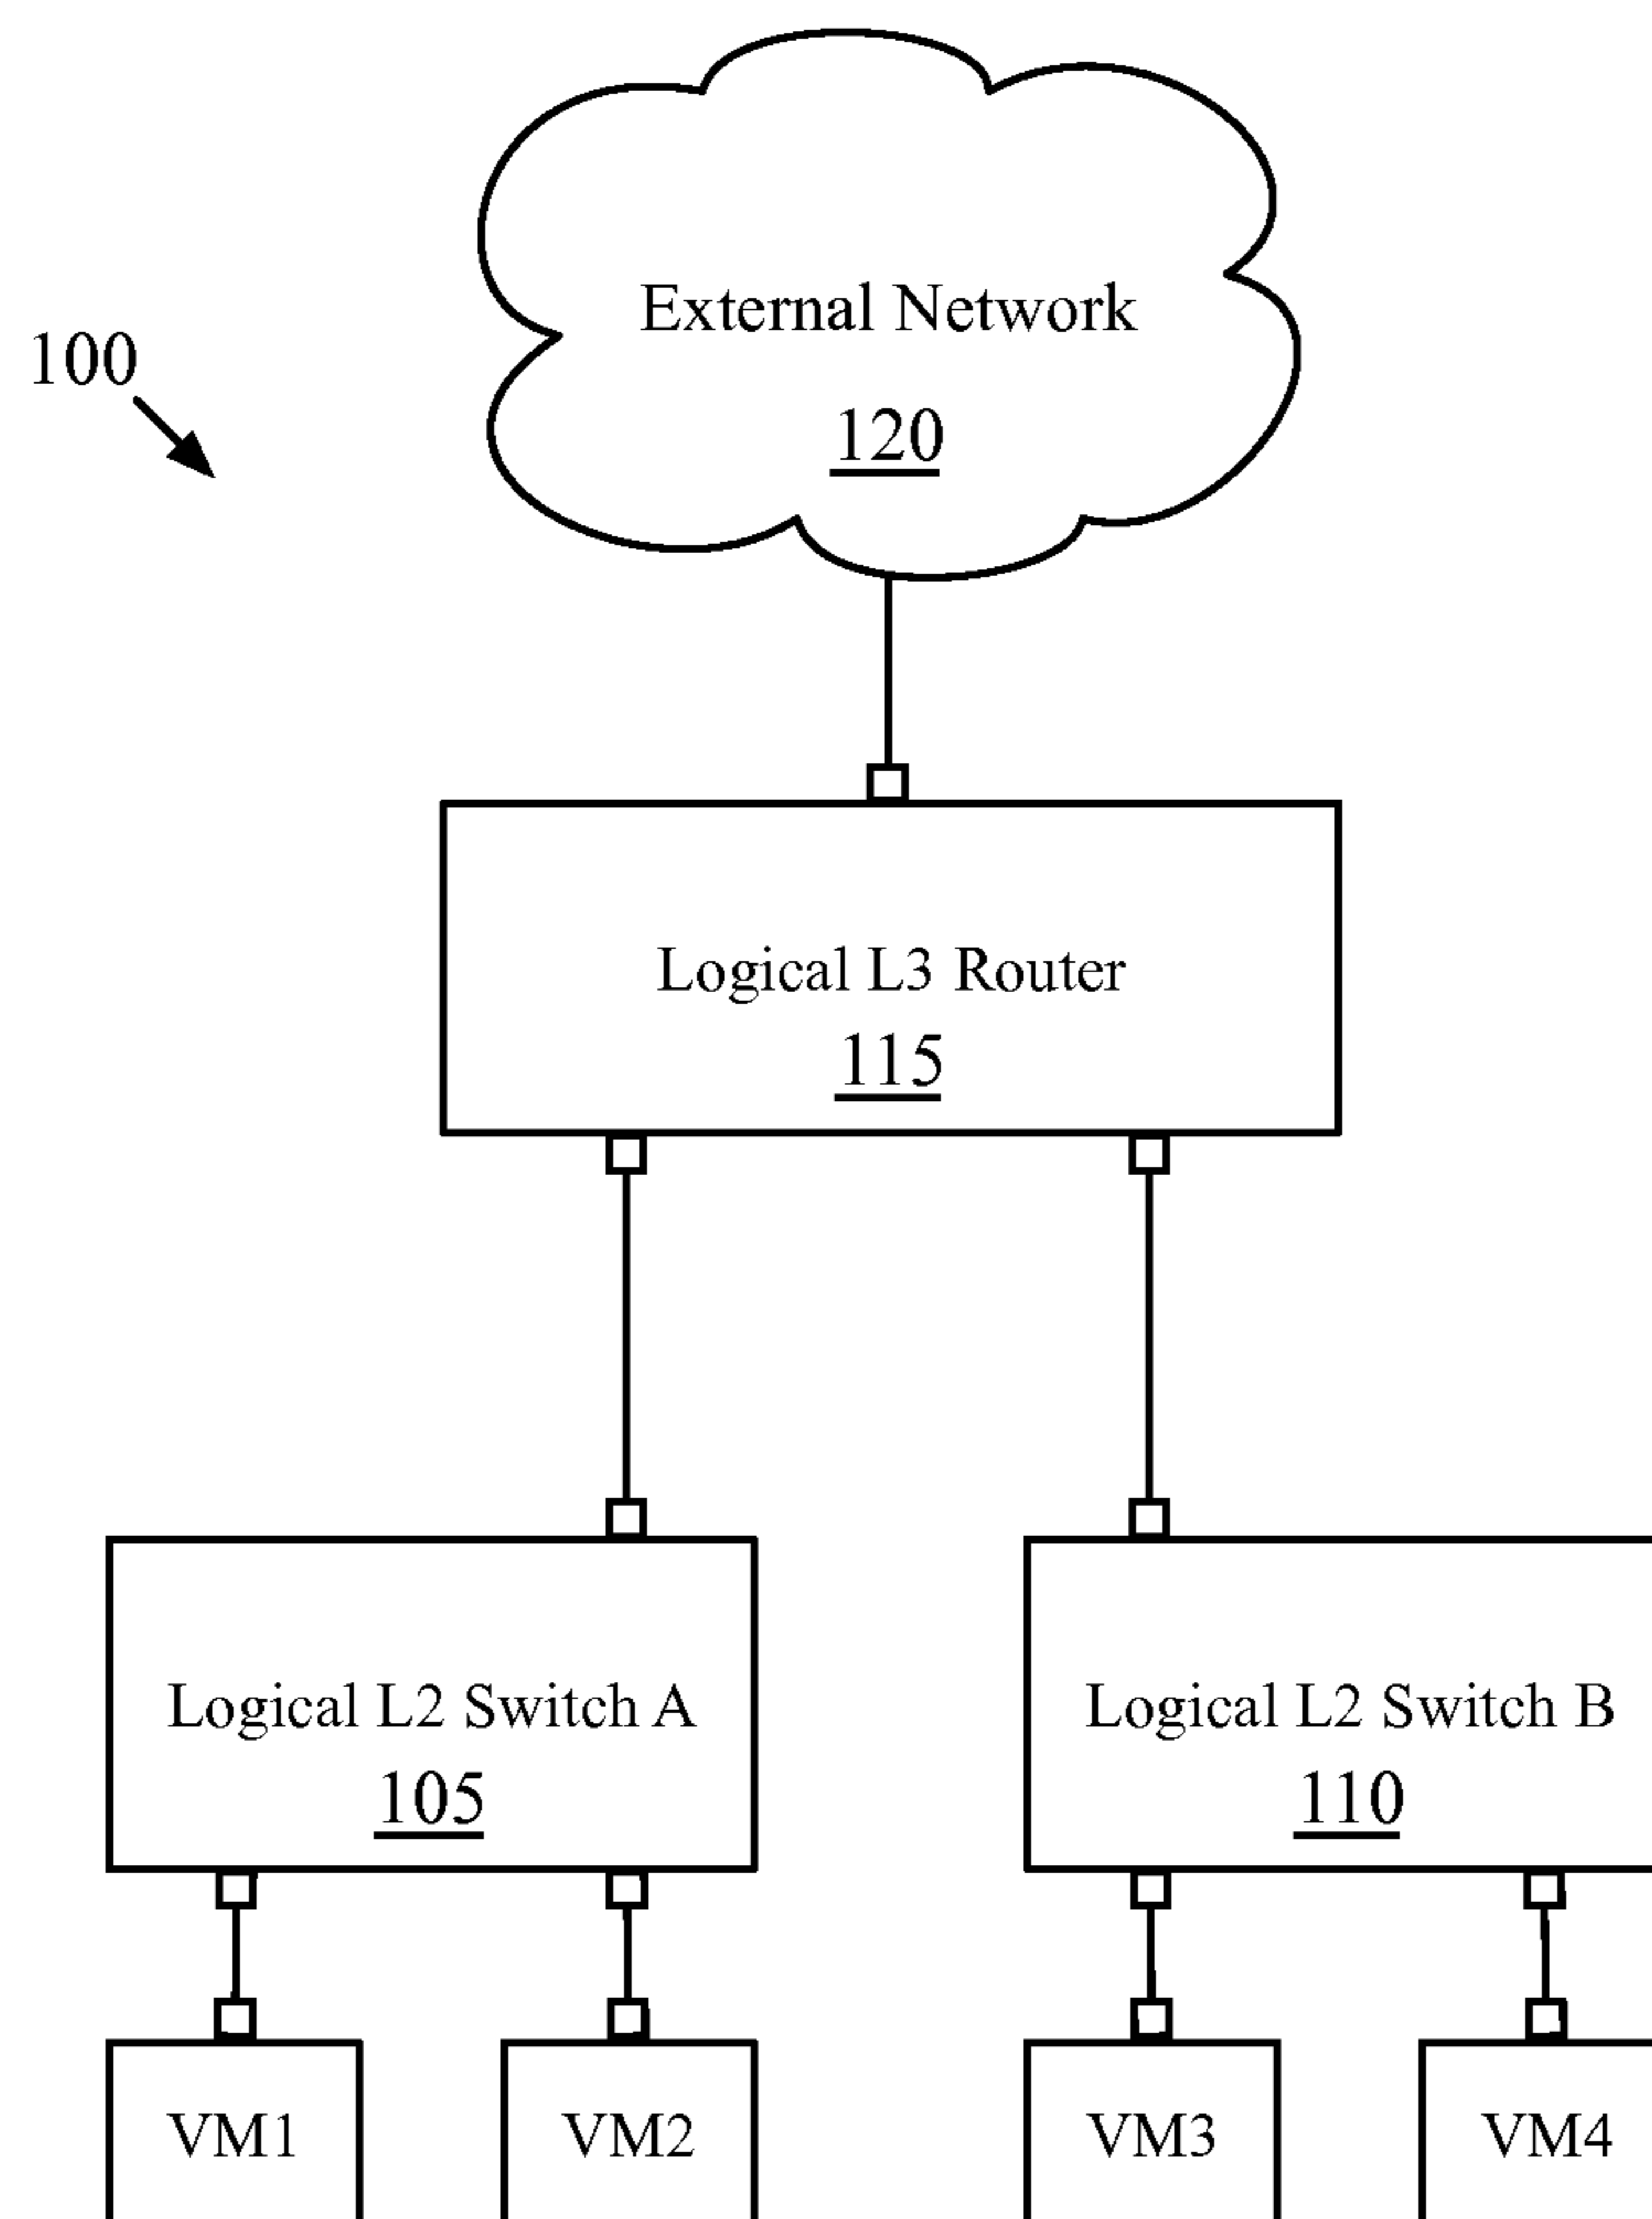 External Network
120
100
Logical L3 Router
115
Logical L2 Switch A
105
Logical L2 Switch B
110
VM1
VM2
VM3
VM4